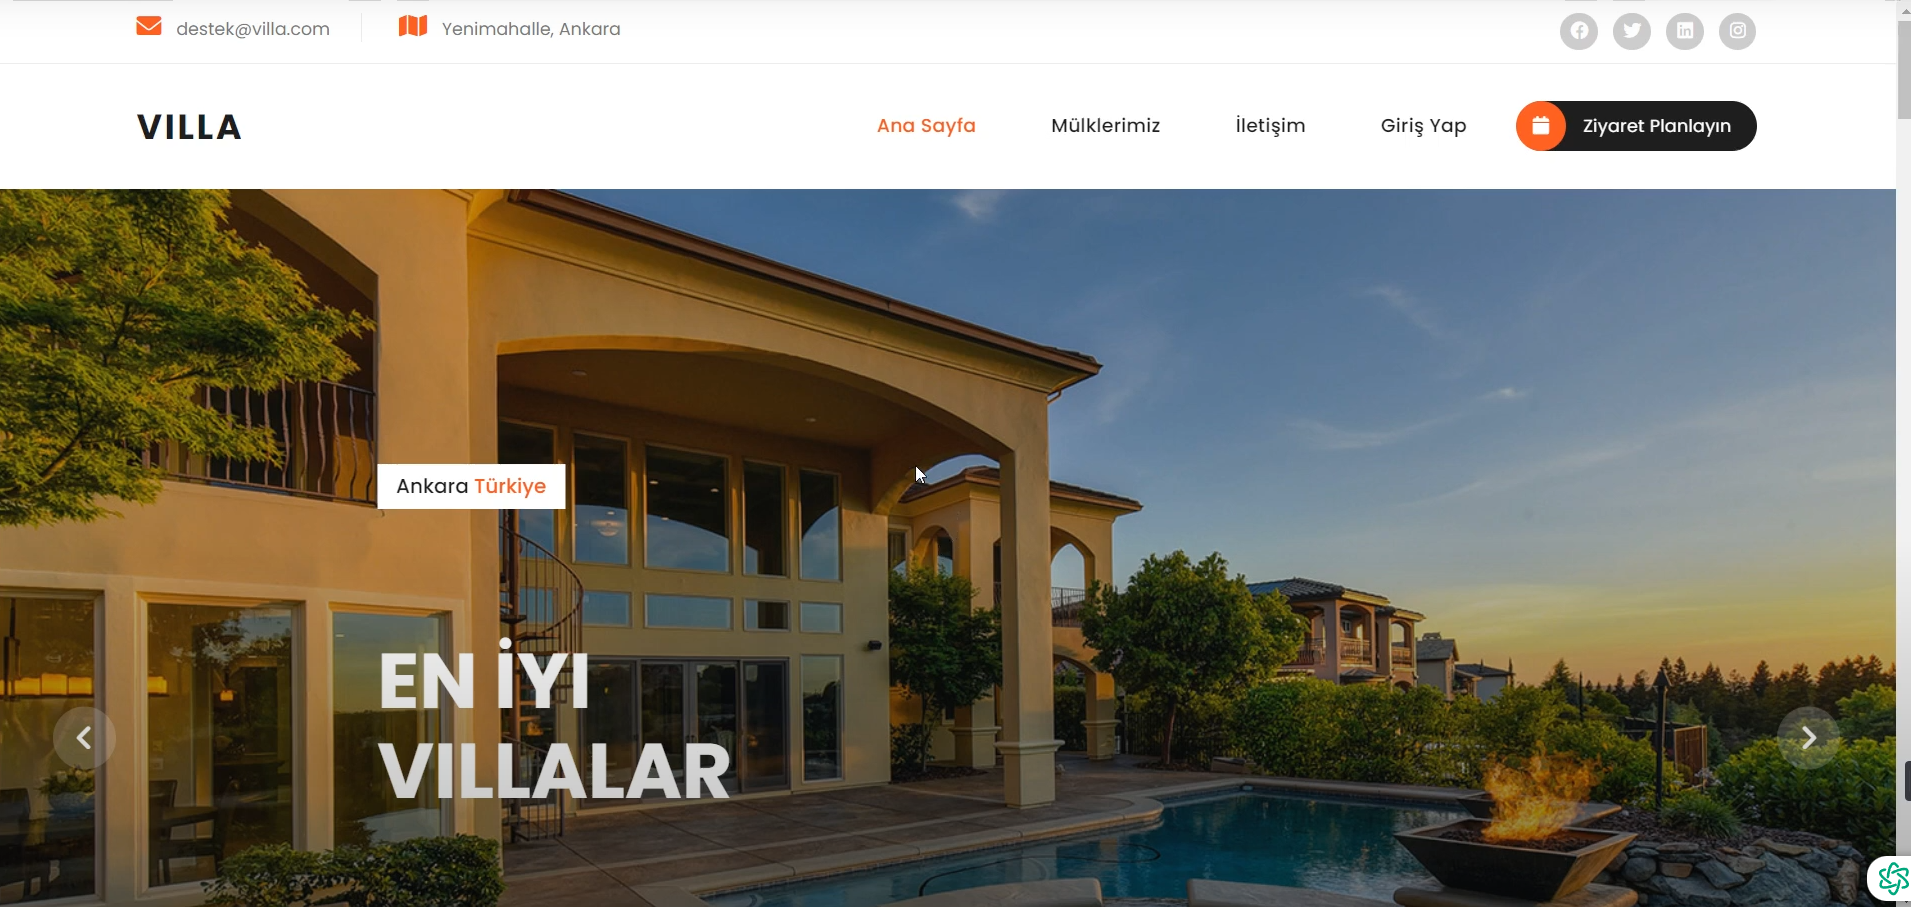 destek@villa.com
Yenimahalle, Ankara
VILLA
Ana Sayfa
Mülklerimiz
İletişim
Giriş Yap
Ziyaret Planlayın
Ankara Türkiye
EN İYI
VILLALAR